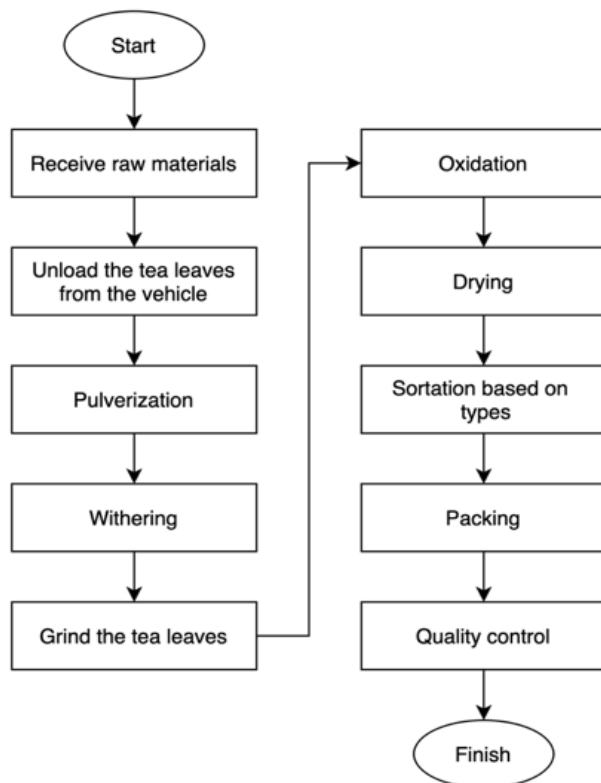 Start
Receive raw materials
Unload the tea leaves
from the vehicle
Pulverization
Withering
Grind the tea leaves
Oxidation
Drying
Sortation based on
types
Packing
Quality control
Finish